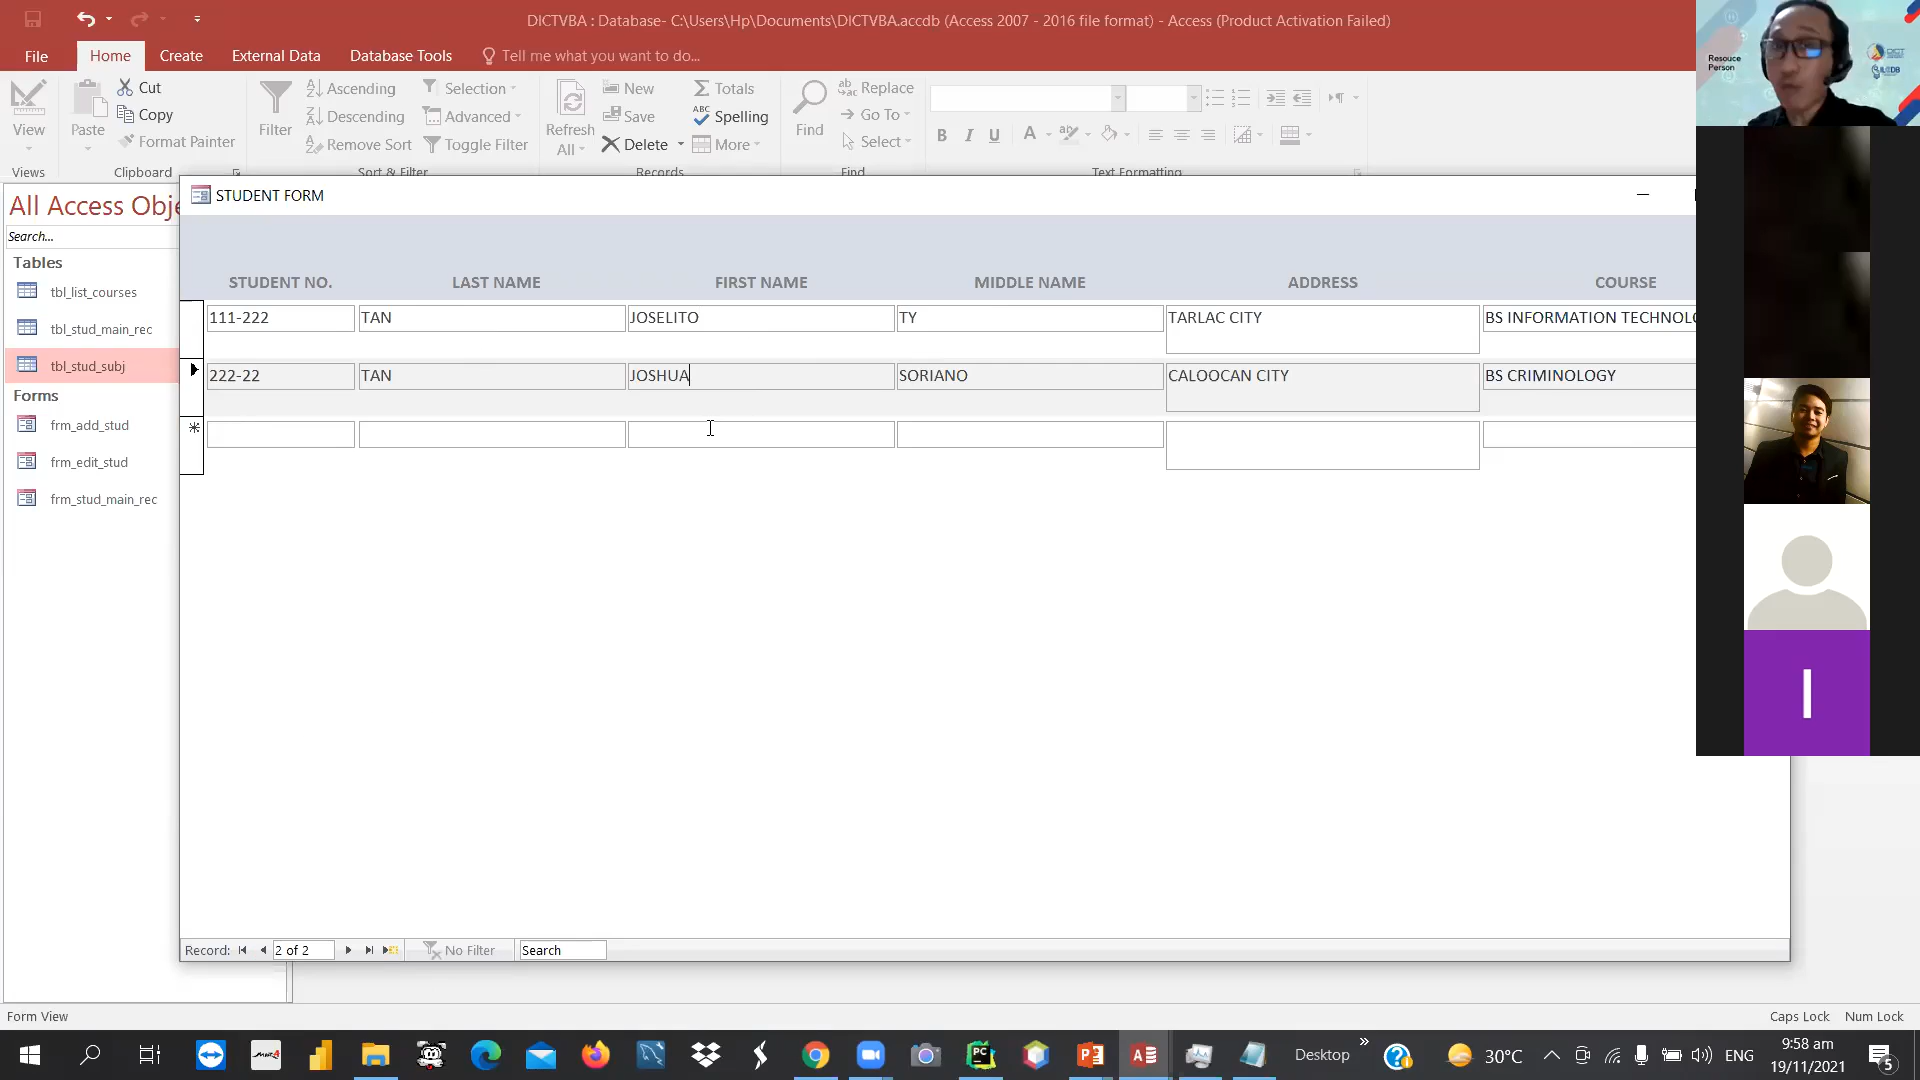 DICTVBA : Database- C:\Users\Hp\Documents\DICTVBA.accdb (Access 2007 - 2016 file format) - Access (Product Activation Failed)
File
Home
Create
External Data
Database Tools
Tell me what you want to do...
View
Paste
Cut
Copy
Format Painter
Filter
Ascending
Descending
Remove Sort
Selection
Advanced
Toggle Filter
Refresh
All
New
Save
Delete
Totals
Spelling
More
Find
Replace
Go To
Select
Views
Clipboard
Sort & Filter
Records
Find
Text Formatting
Resouce
Person
All Access Obje
Search...
Tables
tbl_list_courses
tbl_stud_main_rec
tbl_stud_subj
Forms
frm_add_stud
frm_edit_stud
frm_stud_main_rec
STUDENT FORM
STUDENT NO. LAST NAME FIRST NAME MIDDLE NAME ADDRESS COURSE
111-222 TAN JOSELITO TY TARLAC CITY BS INFORMATION TECHNOLO
222-22 TAN JOSHUA SORIANO CALOOCAN CITY BS CRIMINOLOGY
I
Record: 2 of 2 No Filter Search
Form View
Caps Lock Num Lock
Desktop
30°C
ENG
9:58 am
19/11/2021
5